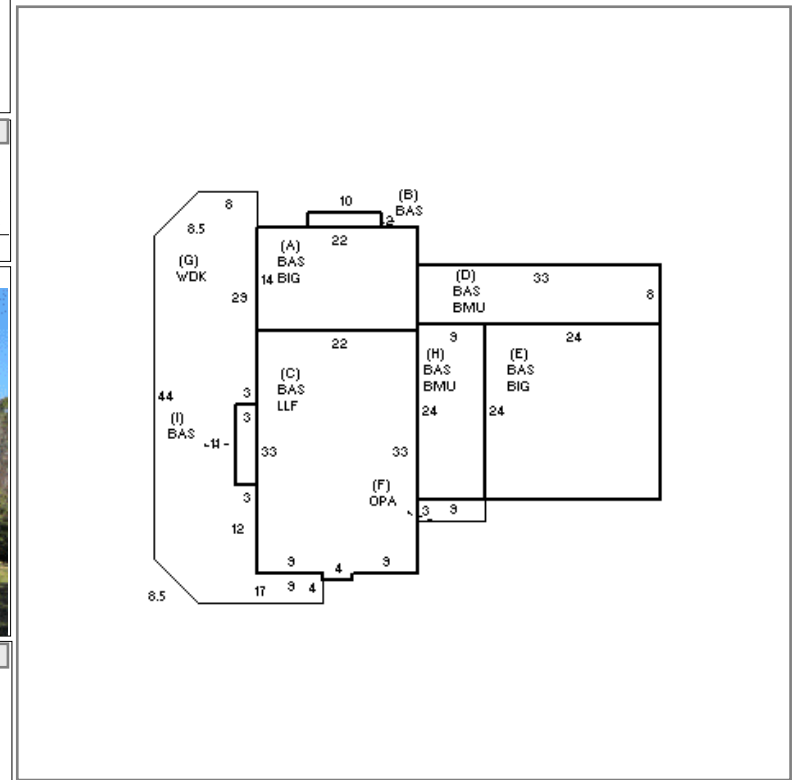 10
(B)
BAS
2
8
22
8.5
(A)
BAS
14 BIG
(G)
WDK
(D)
BAS
BMU
33
8
29
22
9
24
(H)
BAS
BMU
(E)
BAS
BIG
(C)
BAS
LLF
3
44
3
24
24
(I)
BAS
-11-
33
33
(F)
OPA
3
3
9
12
9
4
9
8.5
17
9
4